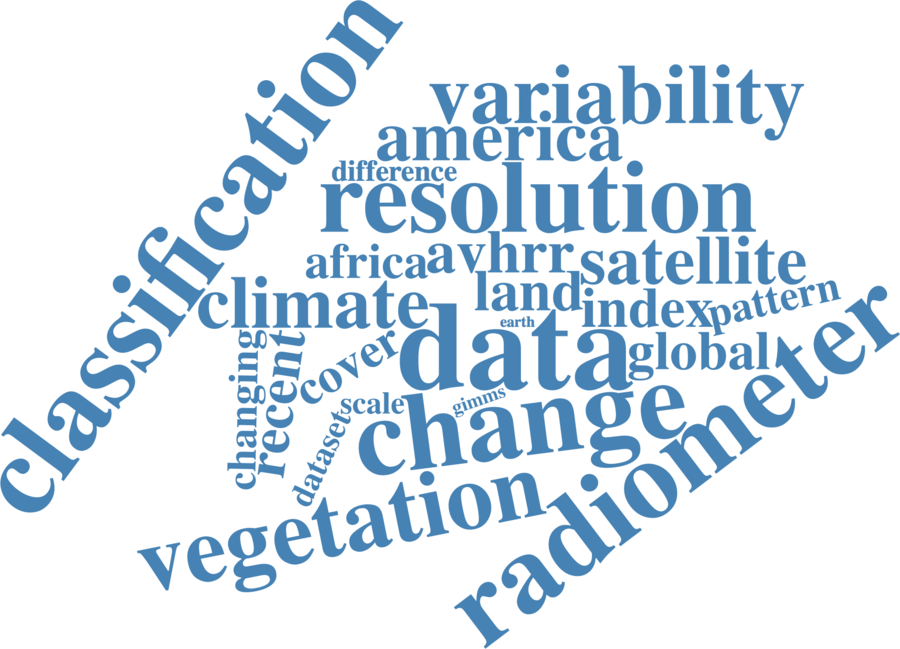 classification
variability
america
difference
resolution
africa
avhrr
satellite
climate
land
index
pattern
earth
data
global
changing
recent
cover
scale
gimms
change
dataset
vegetation
radiometer